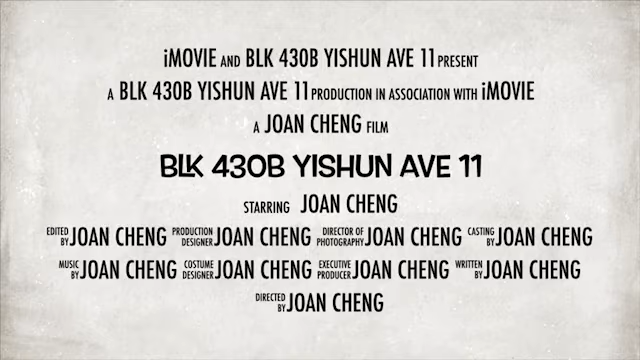 iMOVIE AND BLK 430B YISHUN AVE 11 PRESENT
A BLK 430B YISHUN AVE 11 PRODUCTION IN ASSOCIATION WITH iMOVIE
A JOAN CHENG FILM
BLK 430B YISHUN AVE 11
STARRING JOAN CHENG
EDITED BY JOAN CHENG PRODUCTION DESIGNER JOAN CHENG DIRECTOR OF PHOTOGRAPHY JOAN CHENG CASTING BY JOAN CHENG
MUSIC BY JOAN CHENG COSTUME DESIGNER JOAN CHENG EXECUTIVE PRODUCER JOAN CHENG WRITTEN BY JOAN CHENG
DIRECTED BY JOAN CHENG